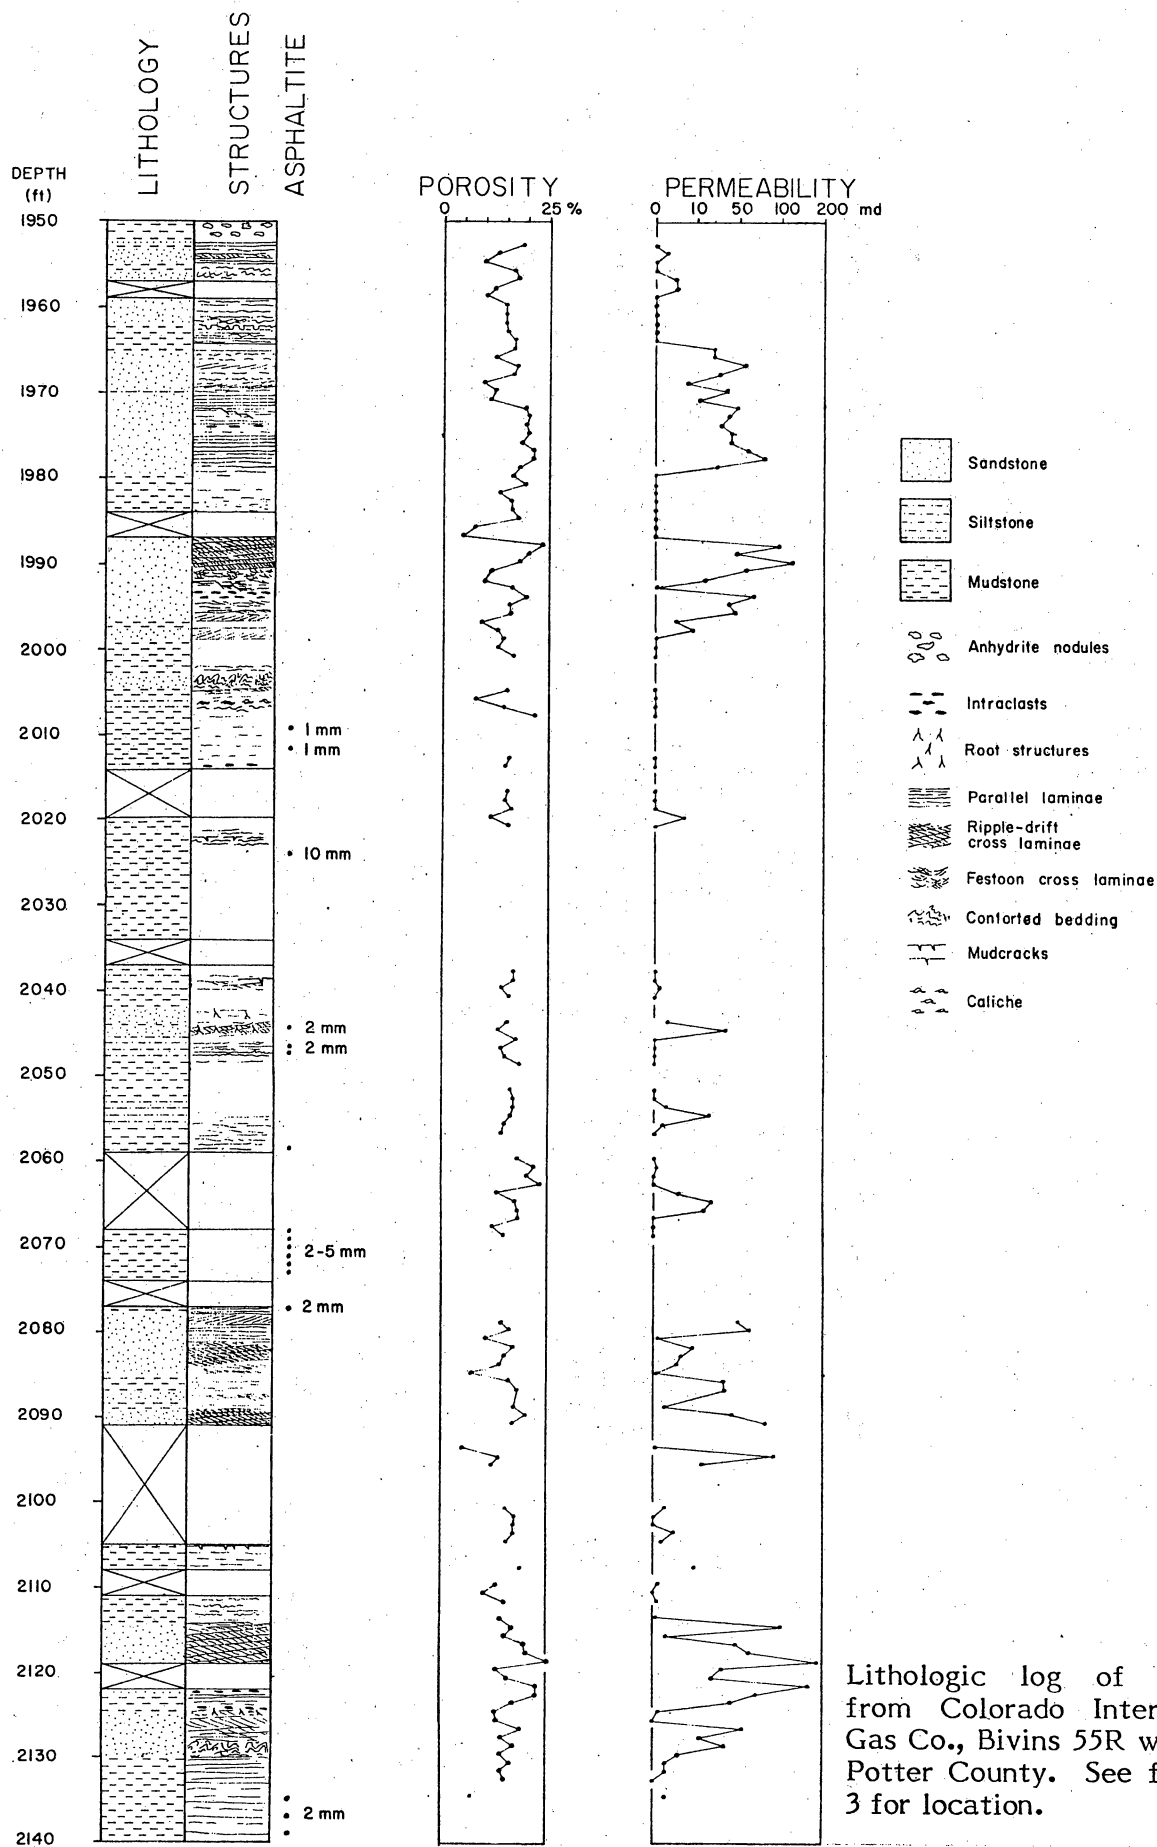 LITHOLOGY
STRUCTURES
ASPHALTITE
DEPTH
(ft)
POROSITY
0 25 %
PERMEABILITY
0 10 50 100 200 md
1950
1960
1970
1980
1990
2000
2010
2020
2030
2040
2050
2060
2070
2080
2090
2100
2110
2120
2130
2140
1 mm
1 mm
10 mm
2 mm
2 mm
2-5 mm
2 mm
2 mm
Sandstone
Siltstone
Mudstone
Anhydrite nodules
Intraclasts
Root structures
Parallel laminae
Ripple-drift
cross laminae
Festoon cross laminae
Contorted bedding
Mudcracks
Caliche
Lithologic log of
from Colorado Inter
Gas Co., Bivins 55R w
Potter County. See f
3 for location.